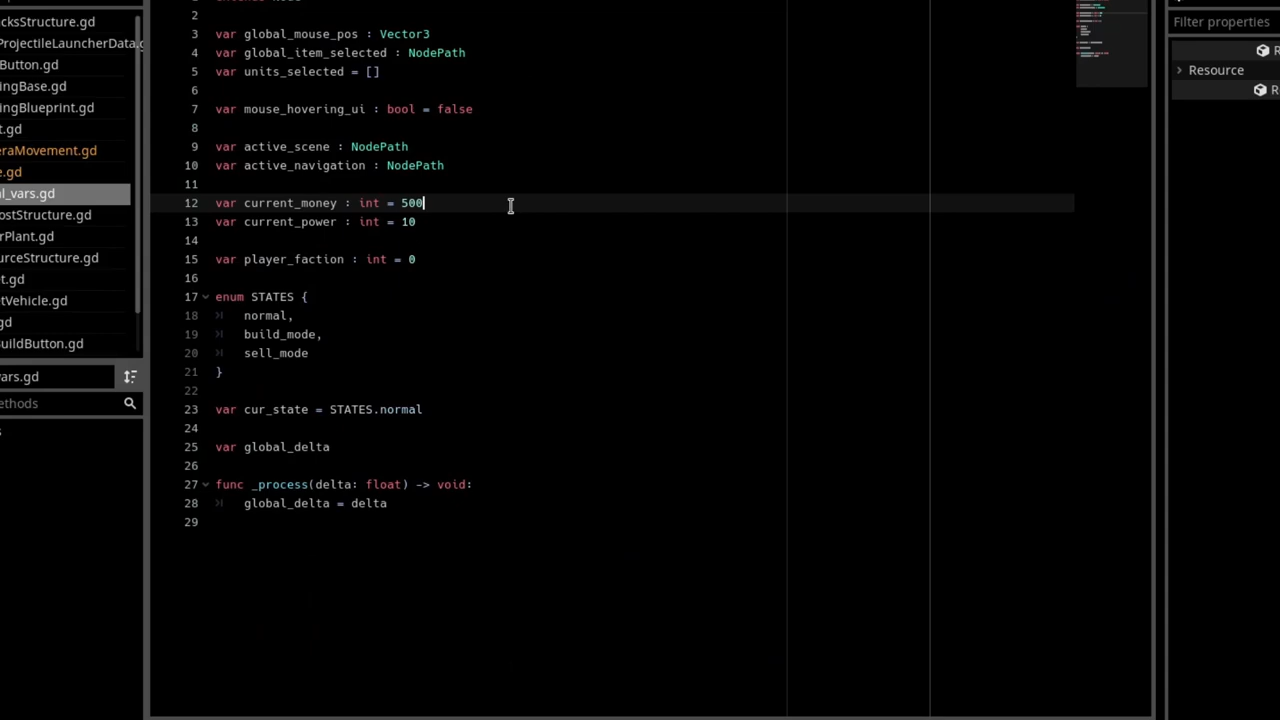 cksStructure.gd
ProjectileLauncherData.g
Button.gd
ingBase.gd
ingBlueprint.gd
t.gd
eraMovement.gd
e.gd
al_vars.gd
ostStructure.gd
rPlant.gd
urceStructure.gd
et.gd
etVehicle.gd
gd
BuildButton.gd
vars.gd
ethods
s
2
3 var global_mouse_pos : Vector3
4 var global_item_selected : NodePath
5 var units_selected = []
6
7 var mouse_hovering_ui : bool = false
8
9 var active_scene : NodePath
10 var active_navigation : NodePath
11
12 var current_money : int = 500
13 var current_power : int = 10
14
15 var player_faction : int = 0
16
17 enum STATES {
18 normal,
19 build_mode,
20 sell_mode
21 }
22
23 var cur_state = STATES.normal
24
25 var global_delta
26
27 func _process(delta: float) -> void:
28 global_delta = delta
29
Filter properties
R
Resource
R